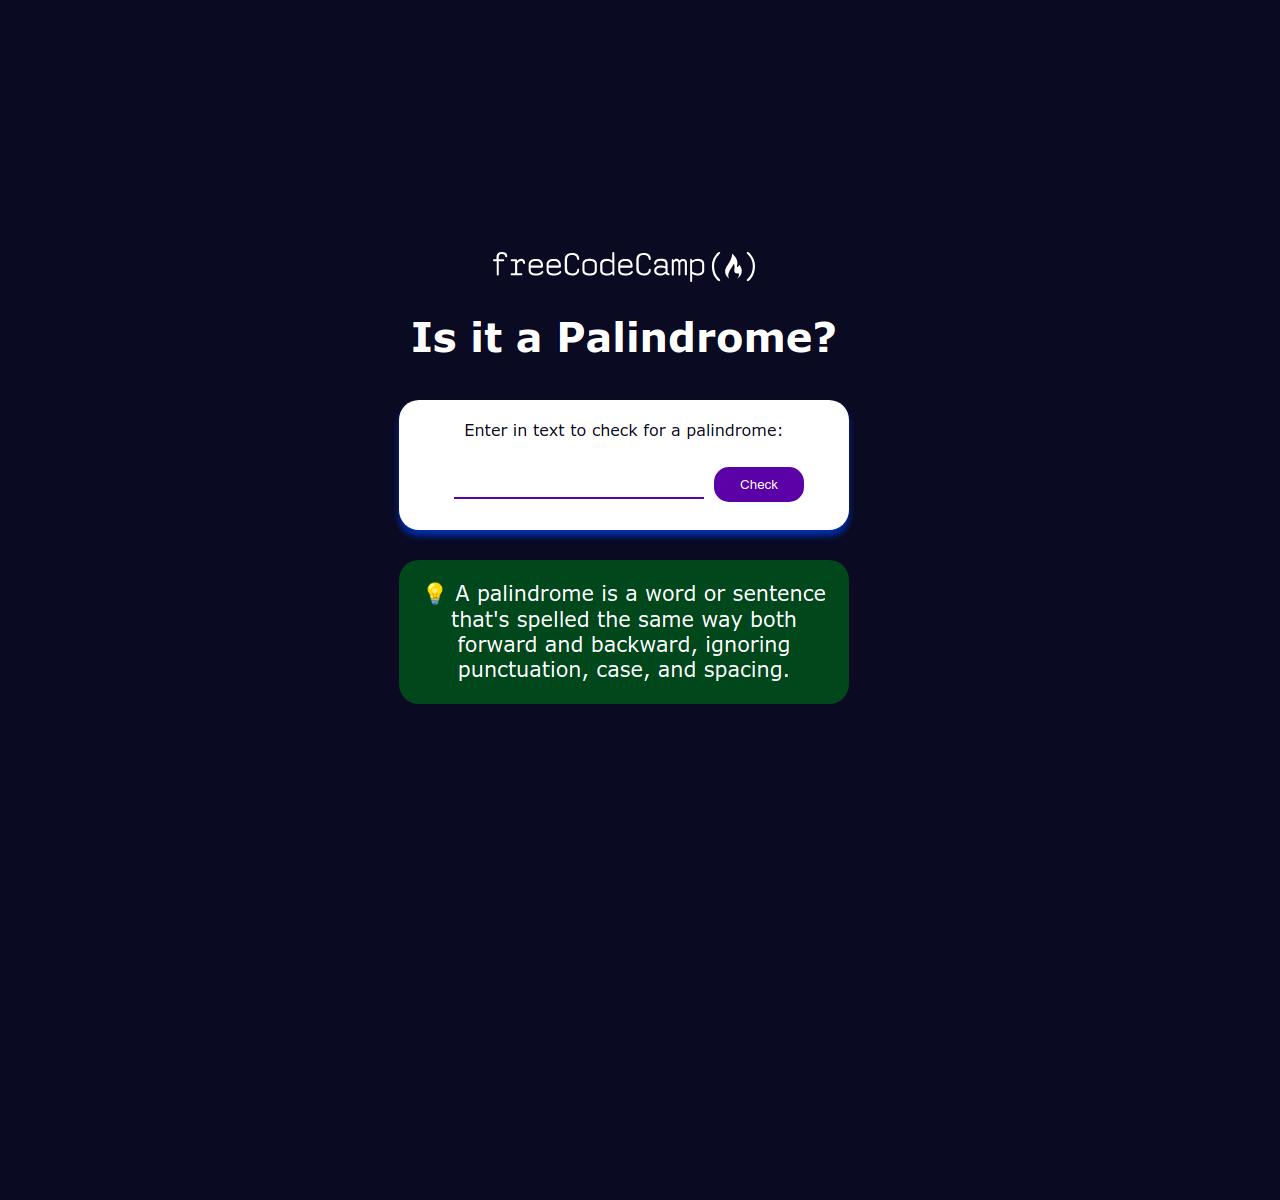 freeCodeCamp(🔥)
Is it a Palindrome?
Enter in text to check for a palindrome:
Check
💡 A palindrome is a word or sentence
that's spelled the same way both
forward and backward, ignoring
punctuation, case, and spacing.